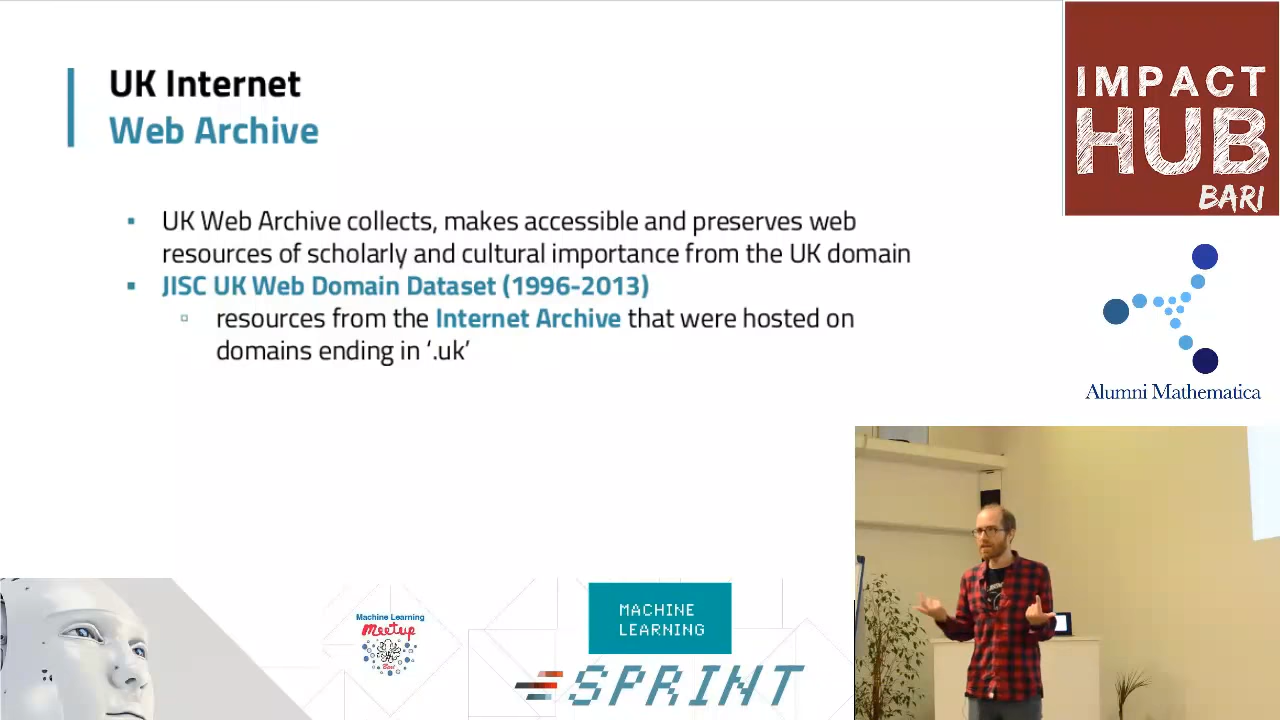 UK Internet
Web Archive
▪ UK Web Archive collects, makes accessible and preserves web
resources of scholarly and cultural importance from the UK domain
▪ JISC UK Web Domain Dataset (1996-2013)
▫ resources from the Internet Archive that were hosted on
domains ending in ‘.uk’
IMPACT
HUB
BARI
Alumni Mathematica
Machine Learning
Meetup
Bari
MACHINE
LEARNING
SPRINT